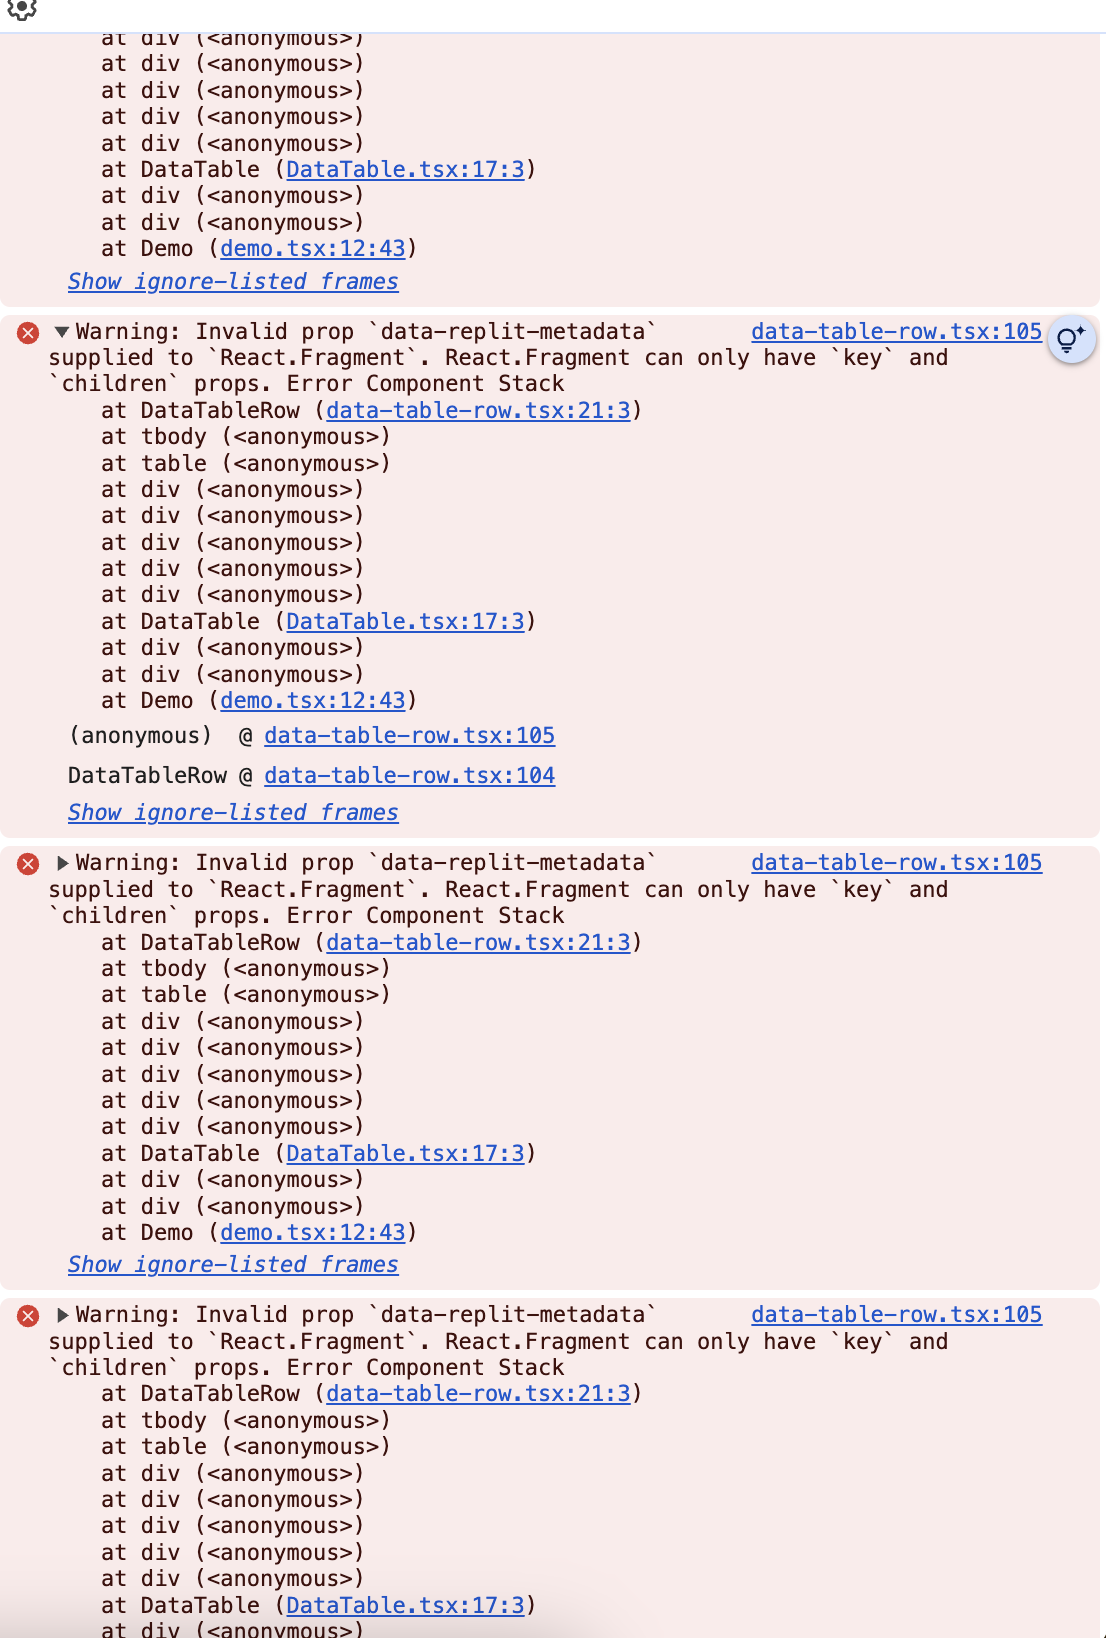 at div (<anonymous>)
at div (<anonymous>)
at div (<anonymous>)
at div (<anonymous>)
at div (<anonymous>)
at DataTable (DataTable.tsx:17:3)
at div (<anonymous>)
at div (<anonymous>)
at Demo (demo.tsx:12:43)
Show ignore-listed frames
Warning: Invalid prop `data-replit-metadata` data-table-row.tsx:105
supplied to `React.Fragment`. React.Fragment can only have `key` and
`children` props. Error Component Stack
at DataTableRow (data-table-row.tsx:21:3)
at tbody (<anonymous>)
at table (<anonymous>)
at div (<anonymous>)
at div (<anonymous>)
at div (<anonymous>)
at div (<anonymous>)
at div (<anonymous>)
at DataTable (DataTable.tsx:17:3)
at div (<anonymous>)
at div (<anonymous>)
at Demo (demo.tsx:12:43)
(anonymous) @ data-table-row.tsx:105
DataTableRow @ data-table-row.tsx:104
Show ignore-listed frames
Warning: Invalid prop `data-replit-metadata` data-table-row.tsx:105
supplied to `React.Fragment`. React.Fragment can only have `key` and
`children` props. Error Component Stack
at DataTableRow (data-table-row.tsx:21:3)
at tbody (<anonymous>)
at table (<anonymous>)
at div (<anonymous>)
at div (<anonymous>)
at div (<anonymous>)
at div (<anonymous>)
at div (<anonymous>)
at DataTable (DataTable.tsx:17:3)
at div (<anonymous>)
at div (<anonymous>)
at Demo (demo.tsx:12:43)
Show ignore-listed frames
Warning: Invalid prop `data-replit-metadata` data-table-row.tsx:105
supplied to `React.Fragment`. React.Fragment can only have `key` and
`children` props. Error Component Stack
at DataTableRow (data-table-row.tsx:21:3)
at tbody (<anonymous>)
at table (<anonymous>)
at div (<anonymous>)
at div (<anonymous>)
at div (<anonymous>)
at div (<anonymous>)
at div (<anonymous>)
at DataTable (DataTable.tsx:17:3)
at div (<anonymous>)